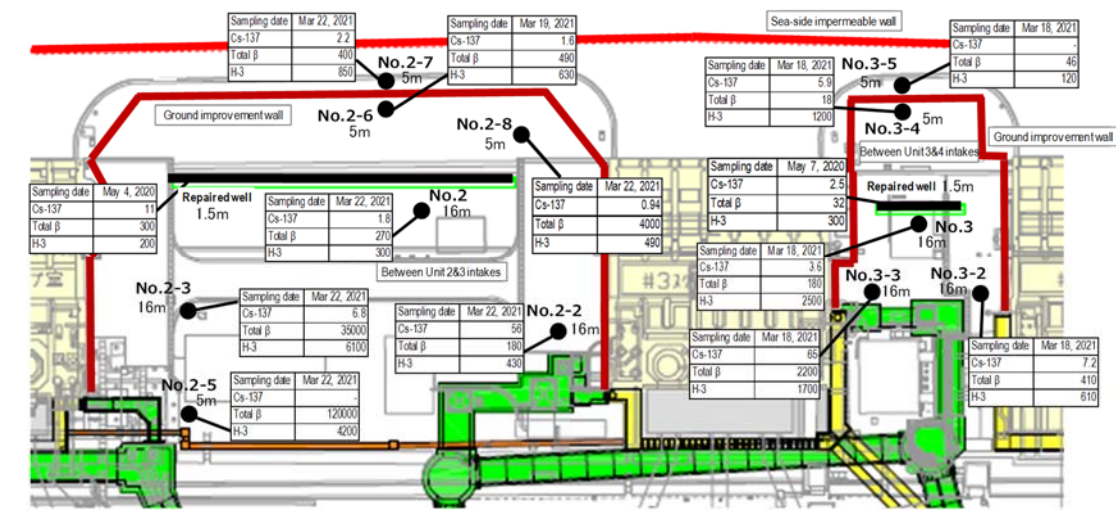 Sampling date Mar 22, 2021
Cs-137 2.2
Total β 400
H-3 850
Sampling date Mar 19, 2021
Cs-137 1.6
Total β 490
H-3 630
Sea-side impermeable wall
Sampling date Mar 18, 2021
Cs-137 -
Total β 46
H-3 120
No.2-7
5m
No.3-5
5m
Sampling date Mar 18, 2021
Cs-137 5.9
Total β 18
H-3 1200
Ground improvement wall
No.2-6
5m
No.2-8
5m
5m
No.3-4
Ground improvement wall
Between Unit 3&4 intakes
Sampling date May 4, 2020
Cs-137 11
Total β 300
H-3 200
Repaired well
1.5m
Sampling date Mar 22, 2021
Cs-137 1.8
Total β 270
H-3 300
No.2
16m
Sampling date Mar 22, 2021
Cs-137 0.94
Total β 4000
H-3 490
Sampling date May 7, 2020
Cs-137 2.5
Total β 32
H-3 300
Repaired well 1.5m
No.3
16m
Between Unit 2&3 intakes
Sampling date Mar 18, 2021
Cs-137 3.6
Total β 180
H-3 2500
No.3-3
16m
No.3-2
16m
No.2-3
16m
Sampling date Mar 22, 2021
Cs-137 6.8
Total β 35000
H-3 6100
Sampling date Mar 22, 2021
Cs-137 56
Total β 180
H-3 430
No.2-2
16m
Sampling date Mar 18, 2021
Cs-137 65
Total β 2200
H-3 1700
Sampling date Mar 18, 2021
Cs-137 7.2
Total β 410
H-3 610
No.2-5
5m
Sampling date Mar 22, 2021
Cs-137 -
Total β 120000
H-3 4200